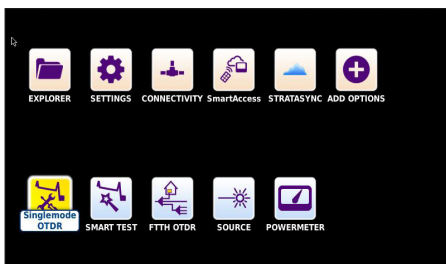 EXPLORER
SETTINGS
CONNECTIVITY
SmartAccess
STRATASYNC
ADD OPTIONS
Singlemode
OTDR
SMART TEST
FTTH OTDR
SOURCE
POWERMETER